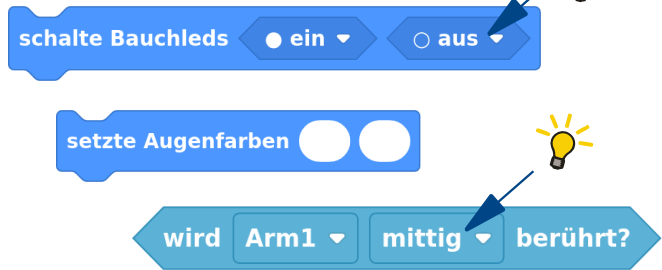 schalte Bauchleds ein aus
setzte Augenfarben
wird Arm1 mittig berührt?